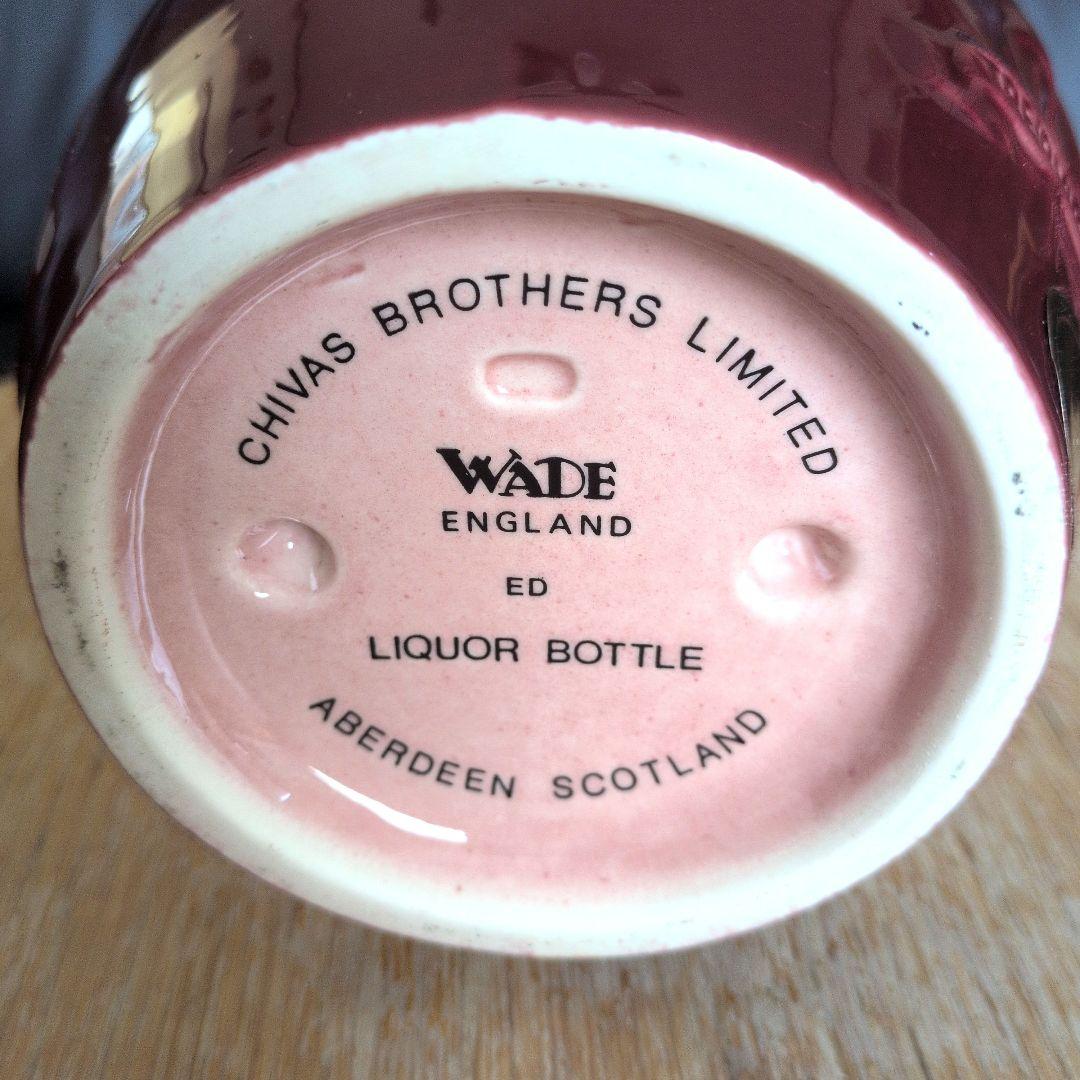 CHIVAS BROTHERS LIMITED
WADE
ENGLAND
ED
LIQUOR BOTTLE
ABERDEEN SCOTLAND